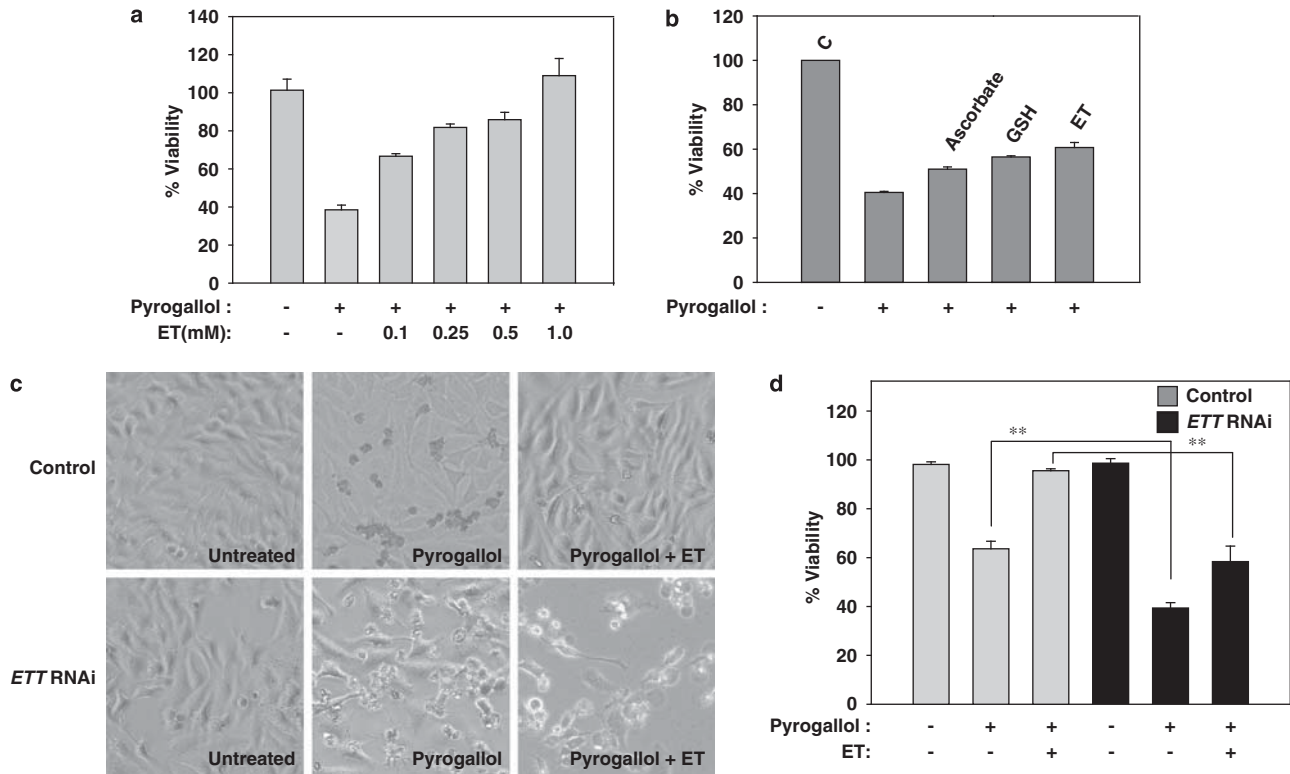 a
140
120
100
80
60
40
20
0
% Viability
Pyrogallol : - + + + + +
ET(mM): - - 0.1 0.25 0.5 1.0
b
120
100
80
60
40
20
0
% Viability
C
Ascorbate
GSH
ET
Pyrogallol : - + + + +
c
Control
Untreated
Pyrogallol
Pyrogallol + ET
ETT RNAi
Untreated
Pyrogallol
Pyrogallol + ET
d
Control
ETT RNAi
120
100
80
60
40
20
0
% Viability
**
**
Pyrogallol : - + + - + +
ET: - - + - - +